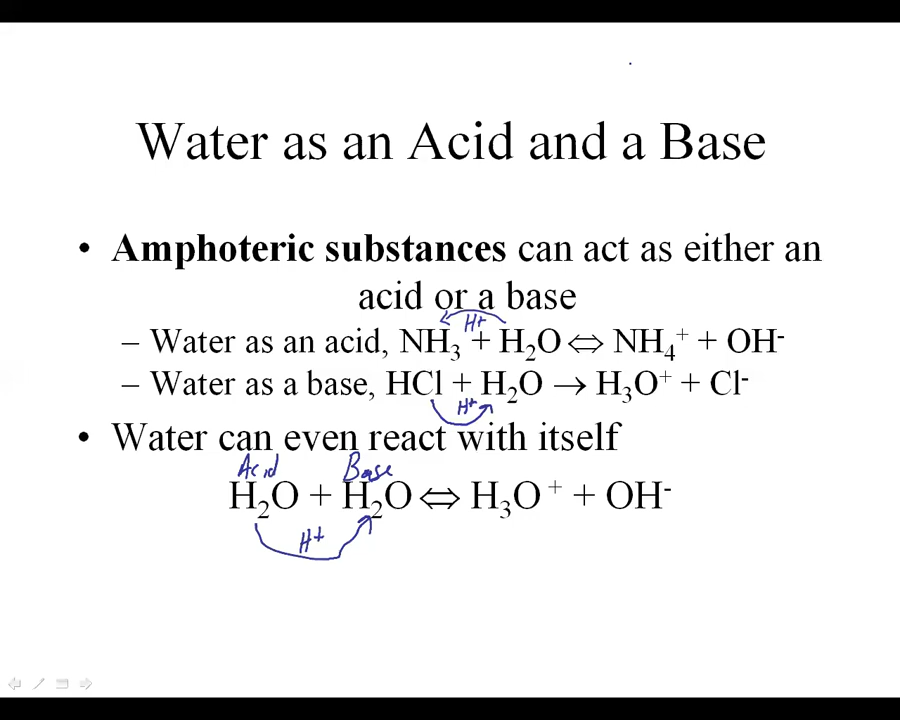 Water as an Acid and a Base
• Amphoteric substances can act as either an
acid or a base
H+
– Water as an acid, NH₃ + H₂O ⇔ NH₄⁺ + OH⁻
– Water as a base, HCl + H₂O → H₃O⁺ + Cl⁻
H+
• Water can even react with itself
Acid Base
H₂O + H₂O ⇔ H₃O⁺ + OH⁻
H+